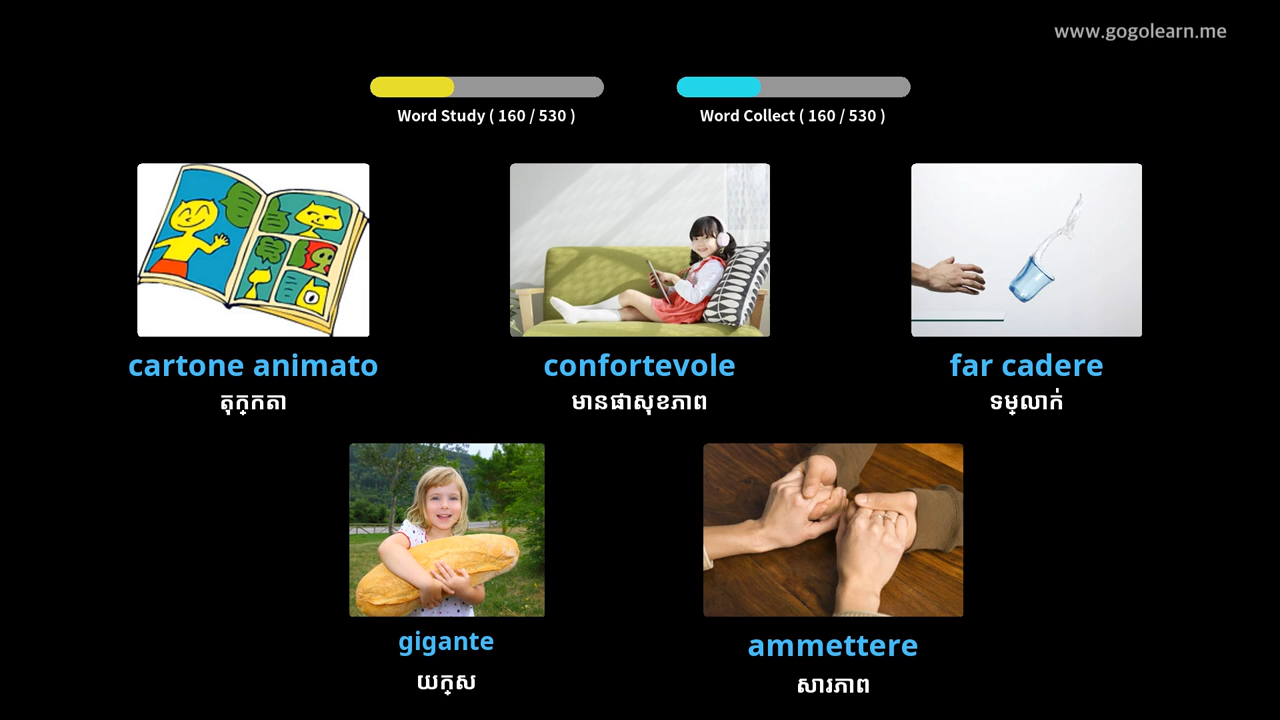 www.gogolearn.me
Word Study ( 160 / 530 )
Word Collect ( 160 / 530 )
cartone animato
តុក្កតា
confortevole
មានផាសុខភាព
far cadere
ទម្លាក់
gigante
យក្ស
ammettere
សារភាព